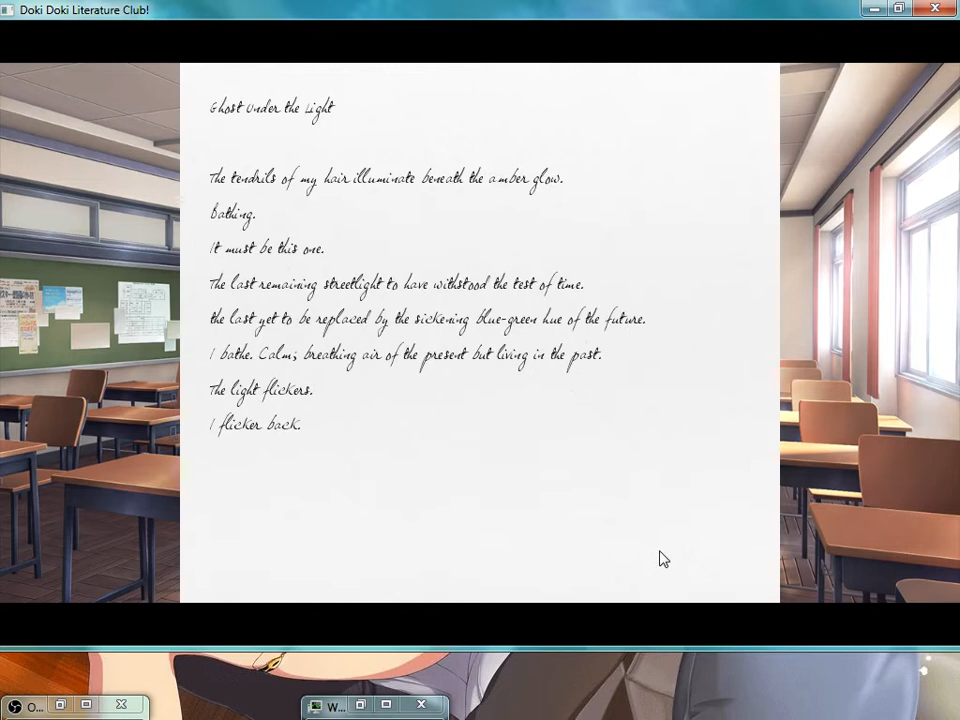 Doki Doki Literature Club!
Ghost Under the Light
The tendrils of my hair illuminate beneath the amber glow.
Bathing.
It must be this one.
The last remaining streetlight to have withstood the test of time.
the last yet to be replaced by the sickening blue-green hue of the future.
I bathe. Calm; breathing air of the present but living in the past.
The light flickers.
I flicker back.
O...
W...